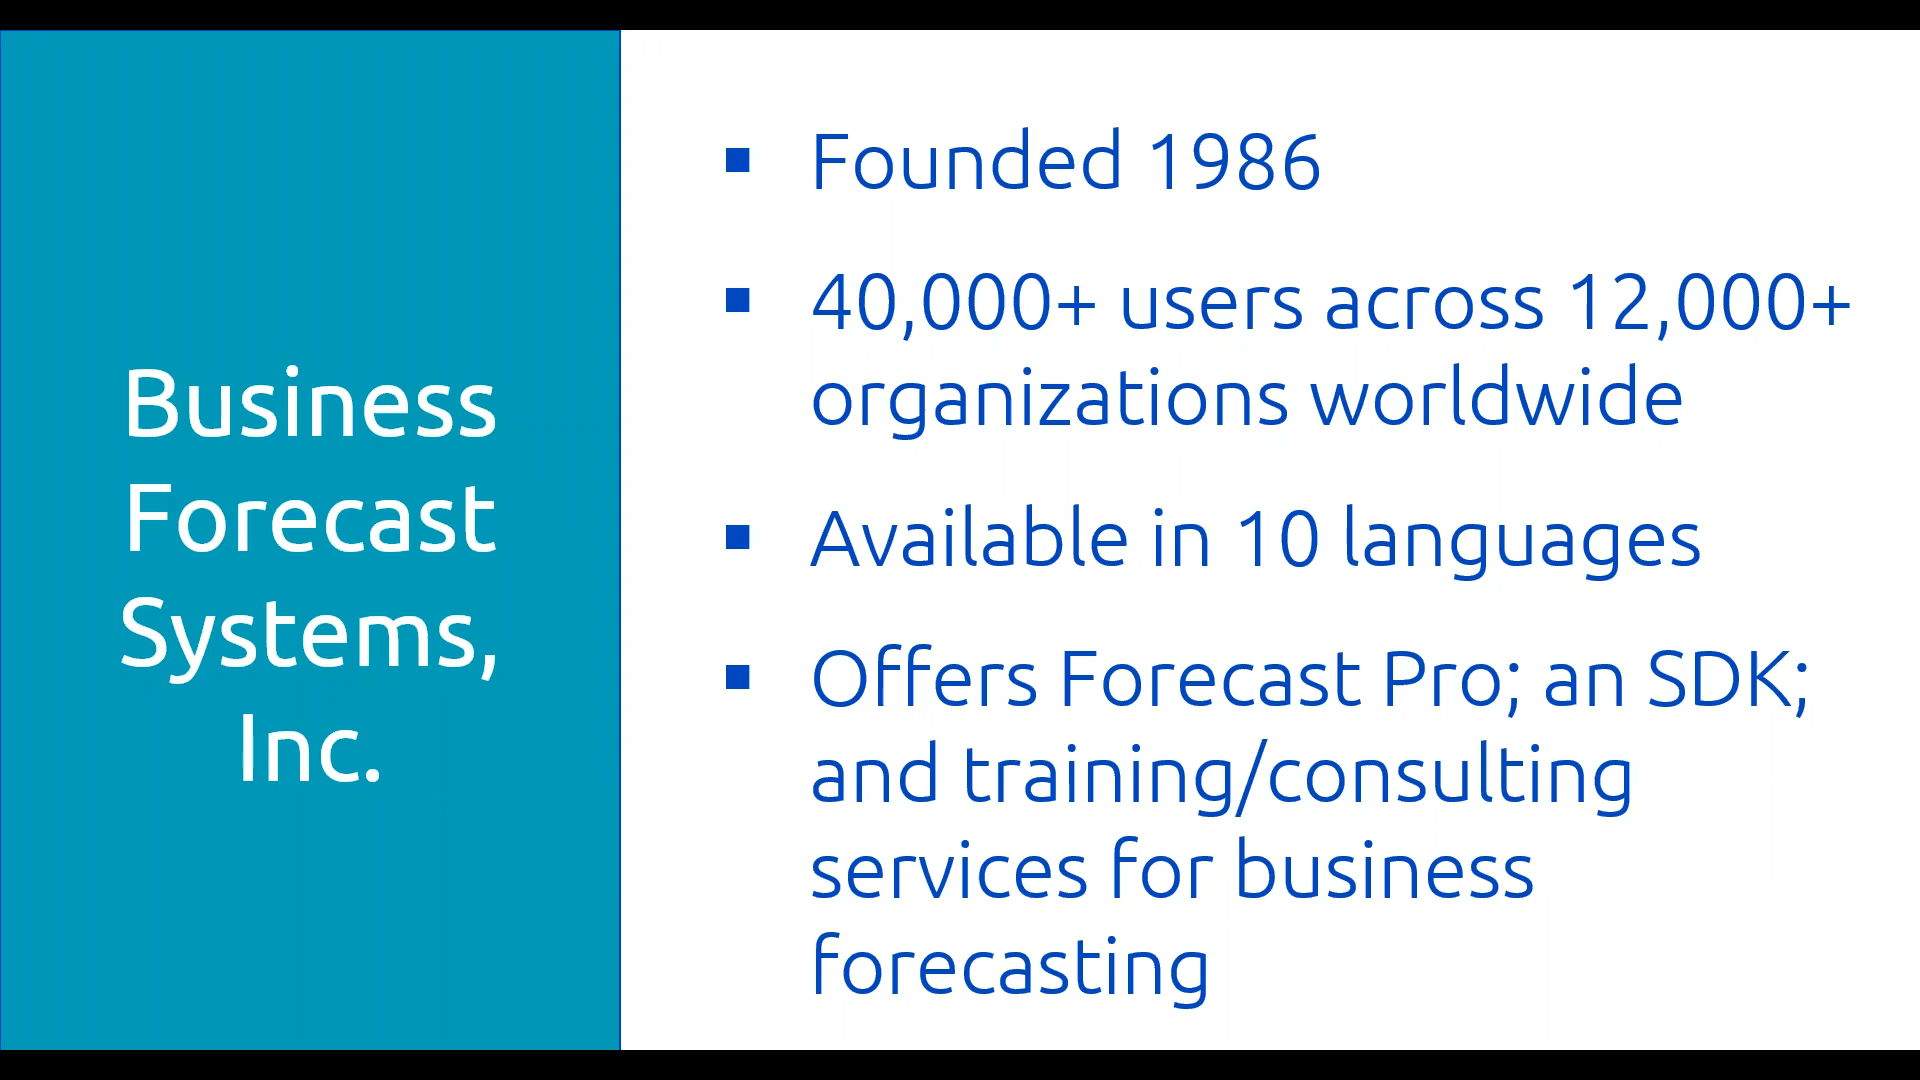 Business
Forecast
Systems,
Inc.
▪ Founded 1986
▪ 40,000+ users across 12,000+
organizations worldwide
▪ Available in 10 languages
▪ Offers Forecast Pro; an SDK;
and training/consulting
services for business
forecasting